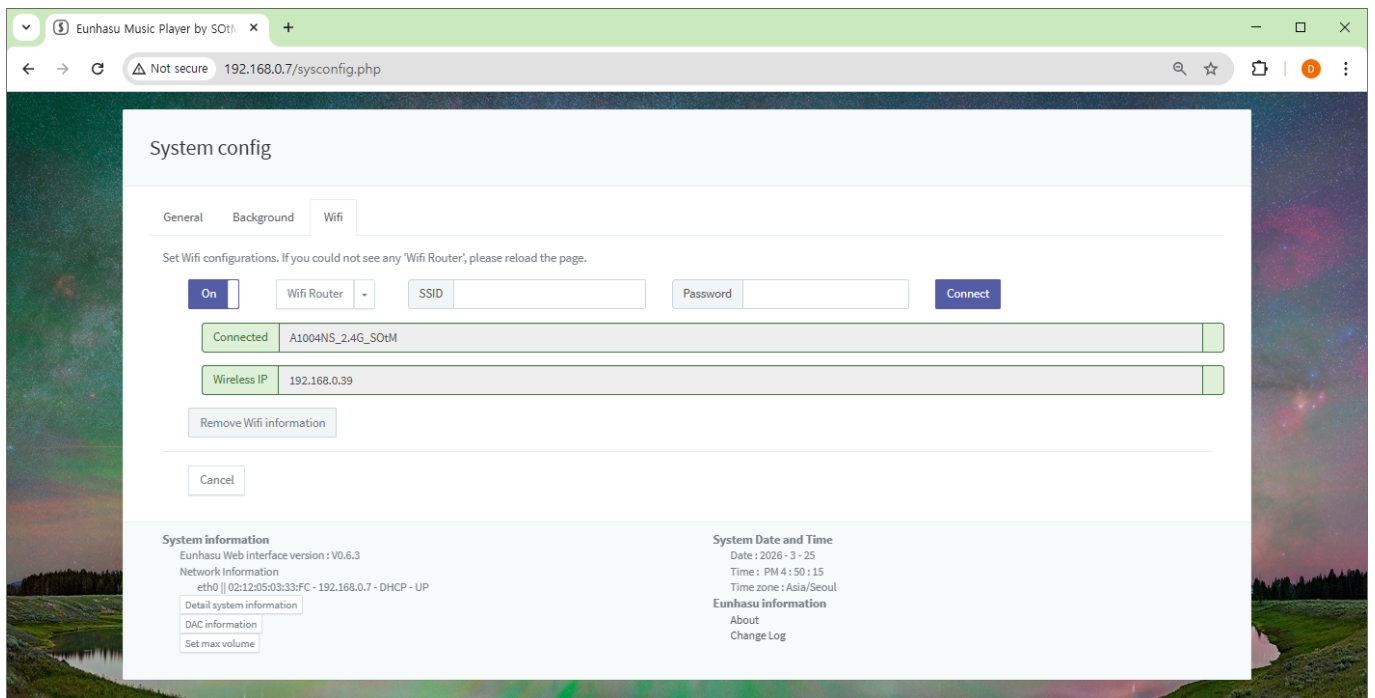 Eunhasu Music Player by SOtM
Not secure 192.168.0.7/sysconfig.php
D
System config
General Background Wifi
Set Wifi configurations. If you could not see any 'Wifi Router', please reload the page.
On Wifi Router SSID Password Connect
Connected A1004NS_2.4G_SOtM
Wireless IP 192.168.0.39
Remove Wifi information
Cancel
System information
Eunhasu Web interface version : V0.6.3
Network Information
eth0 || 02:12:05:03:33:FC - 192.168.0.7 - DHCP - UP
Detail system information
DAC information
Set max volume
System Date and Time
Date : 2026 - 3 - 25
Time : PM 4 : 50 : 15
Time zone : Asia/Seoul
Eunhasu information
About
Change Log